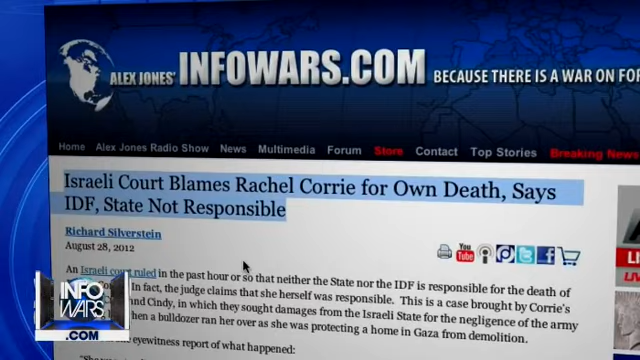 ALEX JONES' INFOWARS.COM BECAUSE THERE IS A WAR ON FOR
Home Alex Jones Radio Show News Multimedia Forum Store Contact Top Stories Breaking News
Israeli Court Blames Rachel Corrie for Own Death, Says
IDF, State Not Responsible
Richard Silverstein
August 28, 2012
You
Tube
An Israeli court ruled in the past hour or so that neither the State nor the IDF is responsible for the death of
In fact, the judge claims that she herself was responsible. This is a case brought by Corrie's
and Cindy, in which they sought damages from the Israeli State for the negligence of the army
hen a bulldozer ran her over as she was protecting a home in Gaza from demolition.
eyewitness report of what happened:
LI
LIVE
INFO
WARS.
.COM